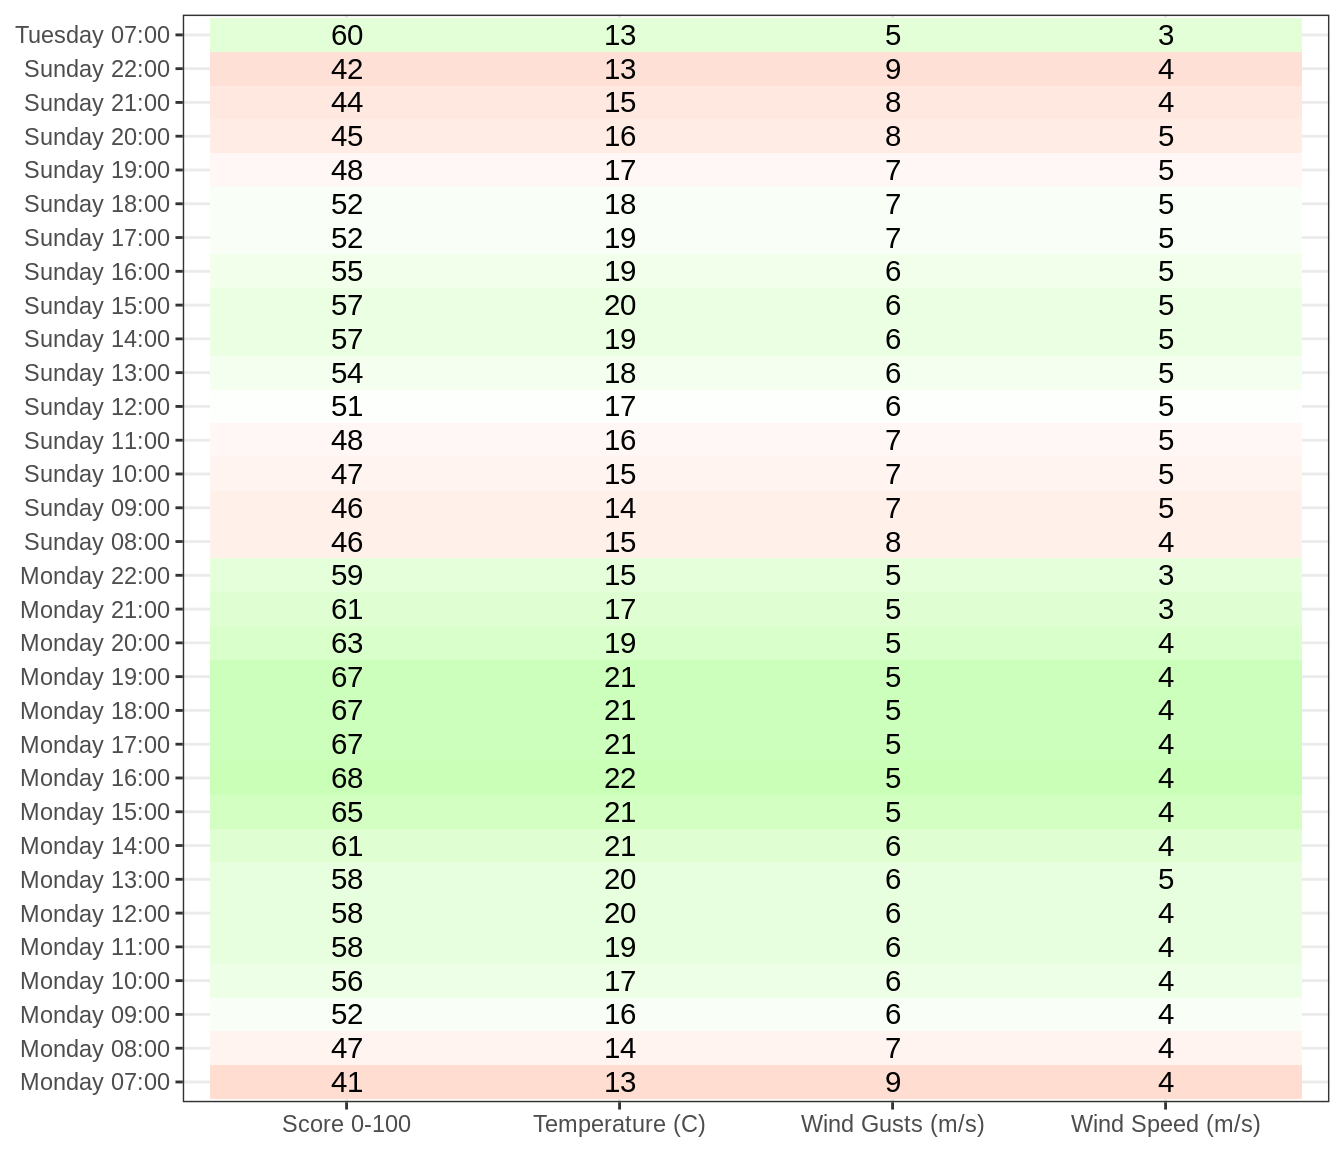 Tuesday 07:00 60 13 5 3
Sunday 22:00 42 13 9 4
Sunday 21:00 44 15 8 4
Sunday 20:00 45 16 8 5
Sunday 19:00 48 17 7 5
Sunday 18:00 52 18 7 5
Sunday 17:00 52 19 7 5
Sunday 16:00 55 19 6 5
Sunday 15:00 57 20 6 5
Sunday 14:00 57 19 6 5
Sunday 13:00 54 18 6 5
Sunday 12:00 51 17 6 5
Sunday 11:00 48 16 7 5
Sunday 10:00 47 15 7 5
Sunday 09:00 46 14 7 5
Sunday 08:00 46 15 8 4
Monday 22:00 59 15 5 3
Monday 21:00 61 17 5 3
Monday 20:00 63 19 5 4
Monday 19:00 67 21 5 4
Monday 18:00 67 21 5 4
Monday 17:00 67 21 5 4
Monday 16:00 68 22 5 4
Monday 15:00 65 21 5 4
Monday 14:00 61 21 6 4
Monday 13:00 58 20 6 5
Monday 12:00 58 20 6 4
Monday 11:00 58 19 6 4
Monday 10:00 56 17 6 4
Monday 09:00 52 16 6 4
Monday 08:00 47 14 7 4
Monday 07:00 41 13 9 4
Score 0-100 Temperature (C) Wind Gusts (m/s) Wind Speed (m/s)